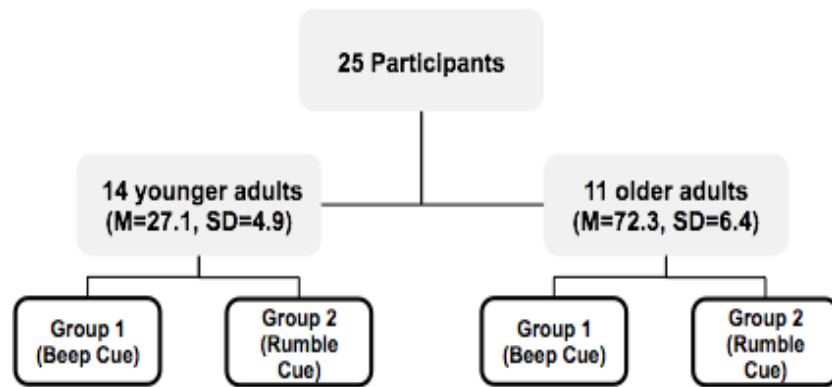 25 Participants
14 younger adults
(M=27.1, SD=4.9)
11 older adults
(M=72.3, SD=6.4)
Group 1
(Beep Cue)
Group 2
(Rumble
Cue)
Group 1
(Beep Cue)
Group 2
(Rumble
Cue)